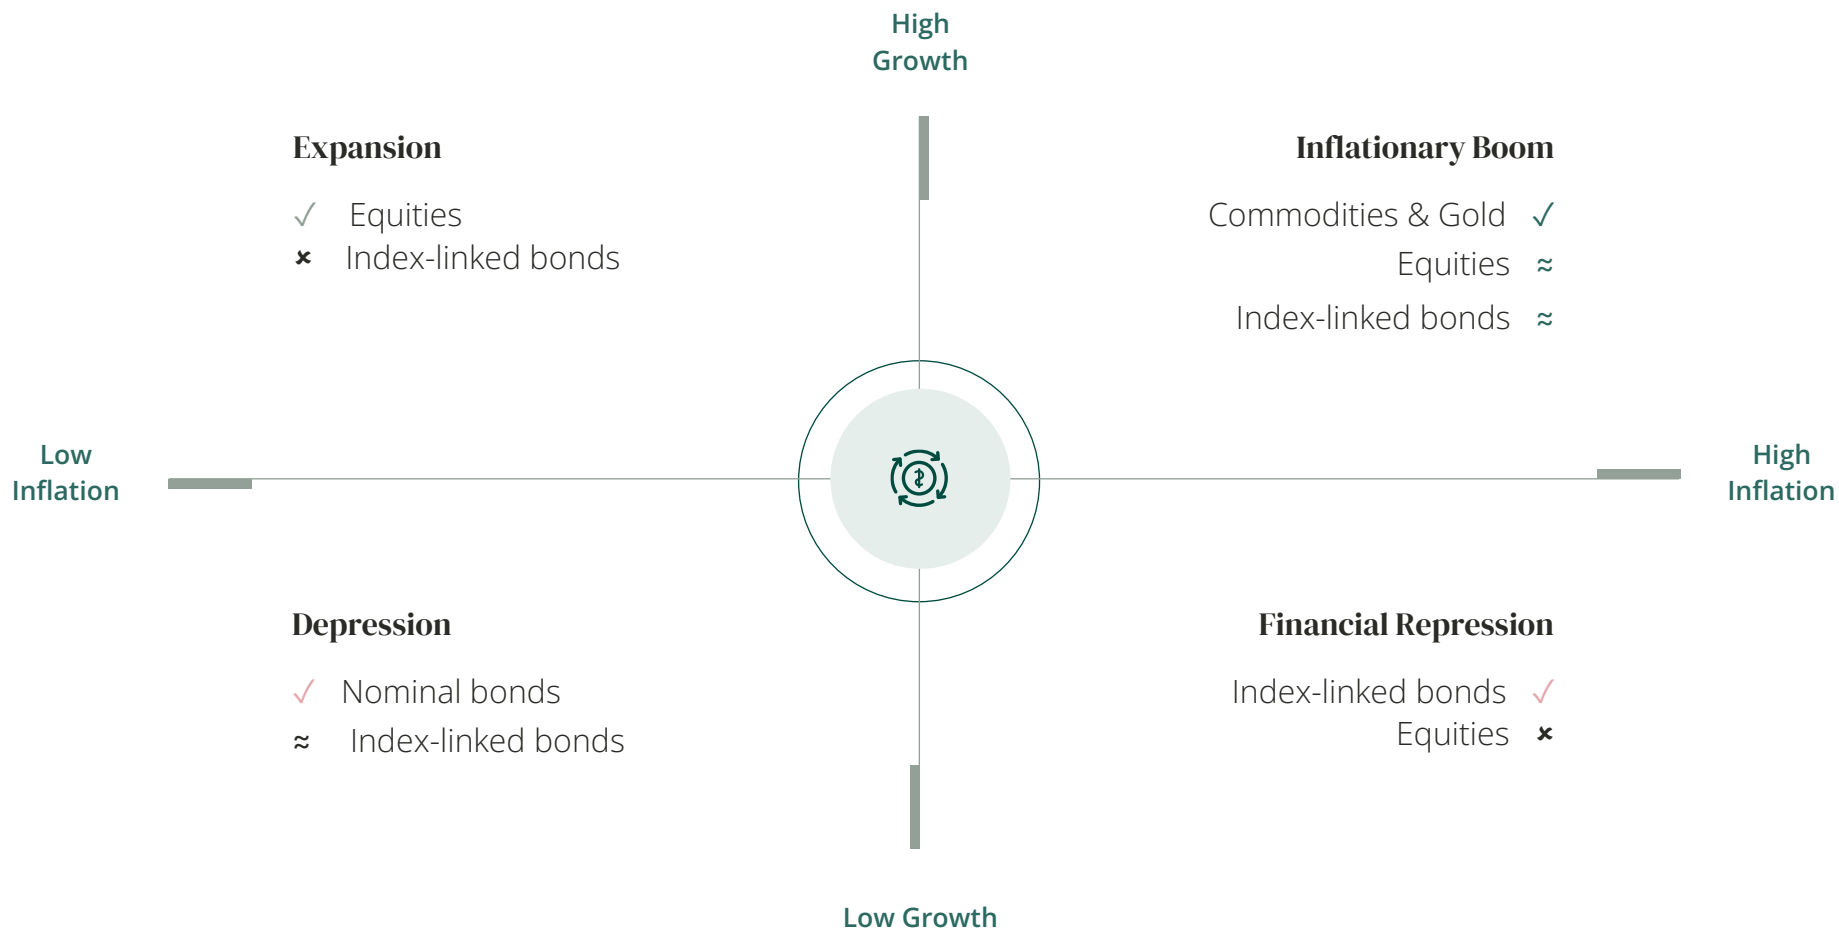 High
Growth
Expansion
✓ Equities
✘ Index-linked bonds
Inflationary Boom
Commodities & Gold ✓
Equities ≈
Index-linked bonds ≈
Low
Inflation
$
High
Inflation
Depression
✓ Nominal bonds
≈ Index-linked bonds
Financial Repression
Index-linked bonds ✓
Equities ✘
Low Growth